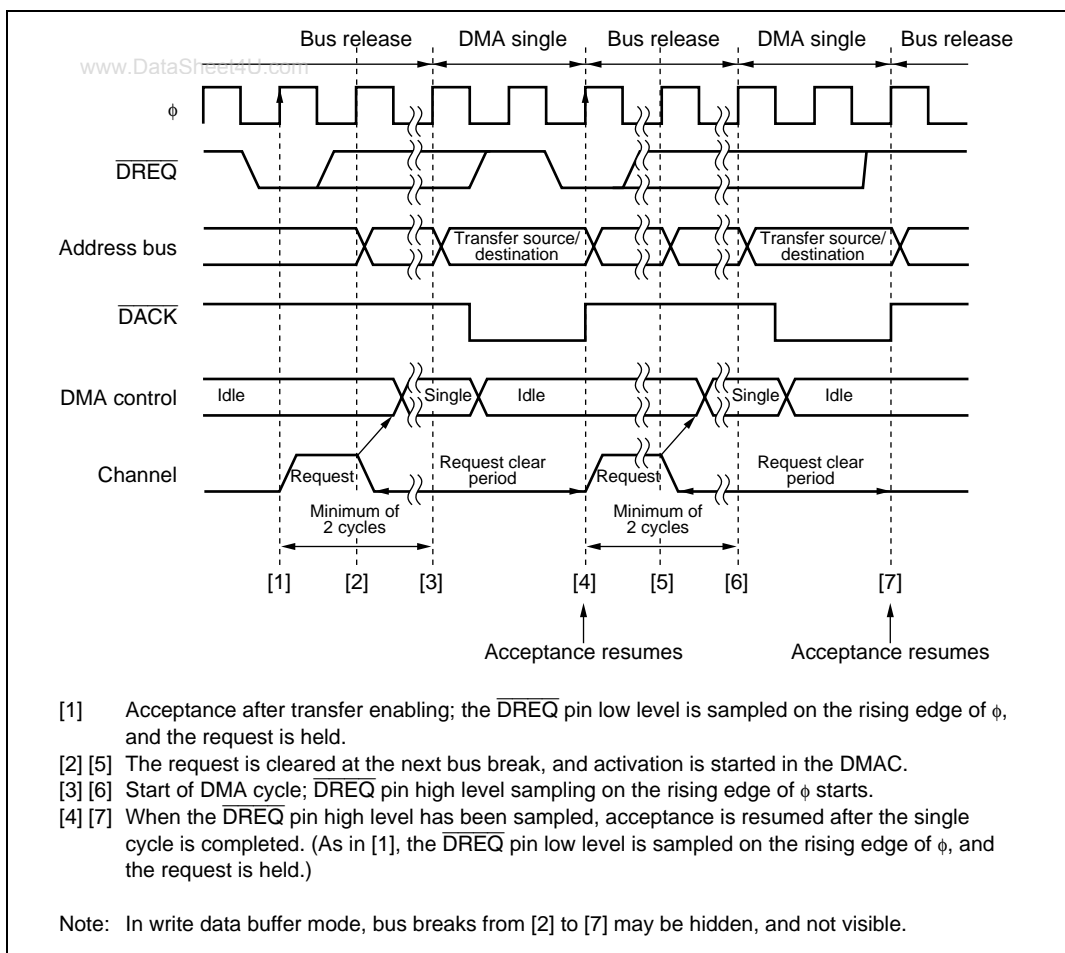 Bus release DMA single Bus release DMA single Bus release
www.DataSheet4U.com
φ
DREQ
Address bus
Transfer source/
destination
Transfer source/
destination
DACK
DMA control
Idle Single Idle Single Idle
Channel
Request
Request clear
period
Request
Request clear
period
Minimum of
2 cycles
Minimum of
2 cycles
[1] [2] [3] [4] [5] [6] [7]
Acceptance resumes Acceptance resumes
[1] Acceptance after transfer enabling; the DREQ pin low level is sampled on the rising edge of φ,
and the request is held.
[2] [5] The request is cleared at the next bus break, and activation is started in the DMAC.
[3] [6] Start of DMA cycle; DREQ pin high level sampling on the rising edge of φ starts.
[4] [7] When the DREQ pin high level has been sampled, acceptance is resumed after the single
cycle is completed. (As in [1], the DREQ pin low level is sampled on the rising edge of φ, and
the request is held.)
Note: In write data buffer mode, bus breaks from [2] to [7] may be hidden, and not visible.